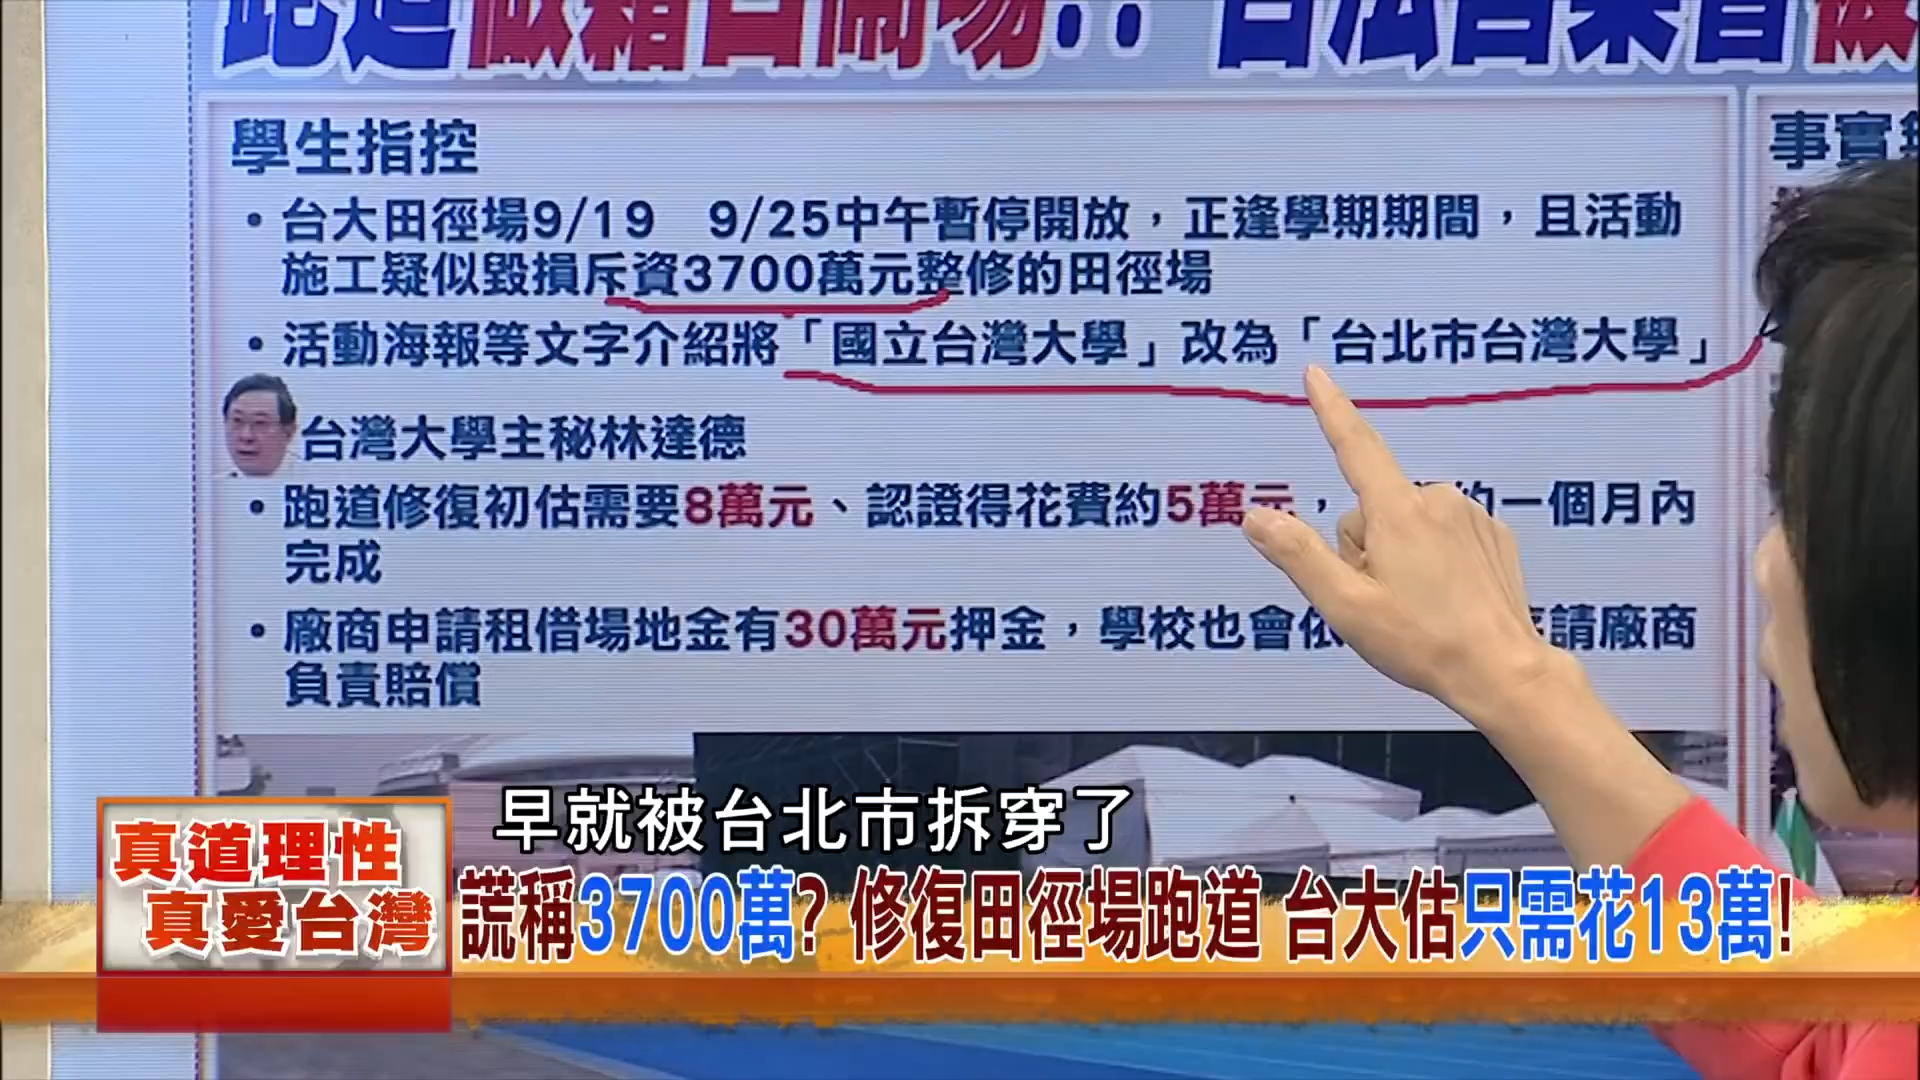 學生指控
・台大田徑場9/19 9/25中午暫停開放，正逢學期期間，且活動
施工疑似毀損斥資3700萬元整修的田徑場
・活動海報等文字介紹將「國立台灣大學」改為「台北市台灣大學」
台灣大學主秘林達德
・跑道修復初估需要8萬元、認證得花費約5萬元，
一個月內
完成
・廠商申請租借場地金有30萬元押金，學校也會依
請廠商
負責賠償
事實
早就被台北市拆穿了
真道理性
真愛台灣
謊稱3700萬? 修復田徑場跑道 台大估只需花13萬!